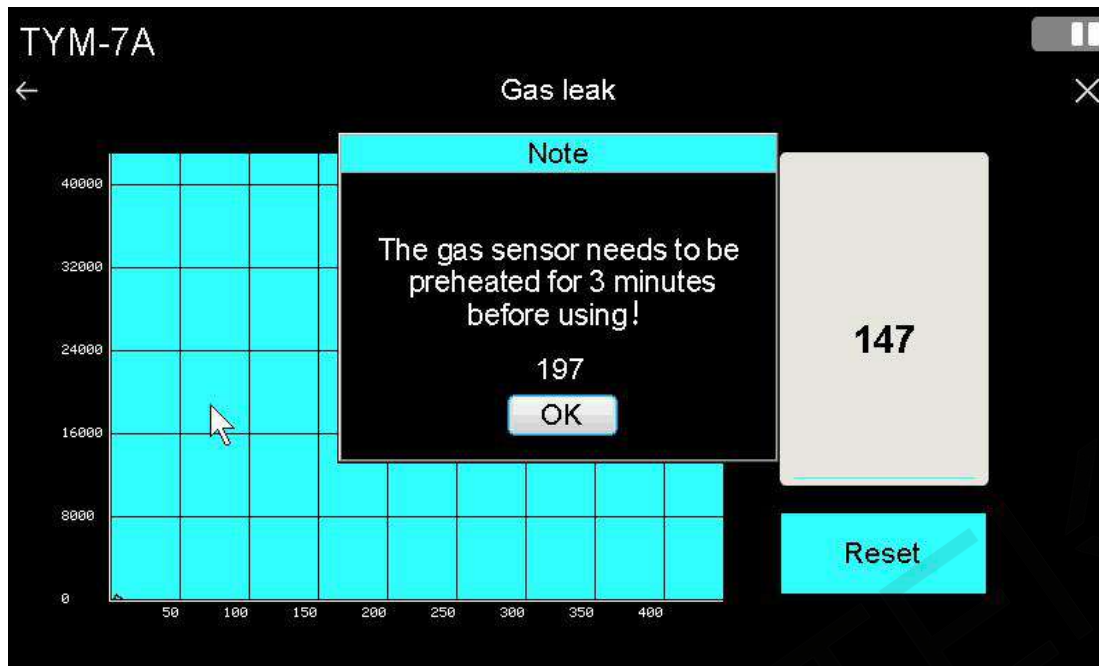 TYM-7A
Gas leak
Note
The gas sensor needs to be
preheated for 3 minutes
before using!
197
OK
147
Reset
40000
32000
24000
16000
8000
0
50 100 150 200 250 300 350 400